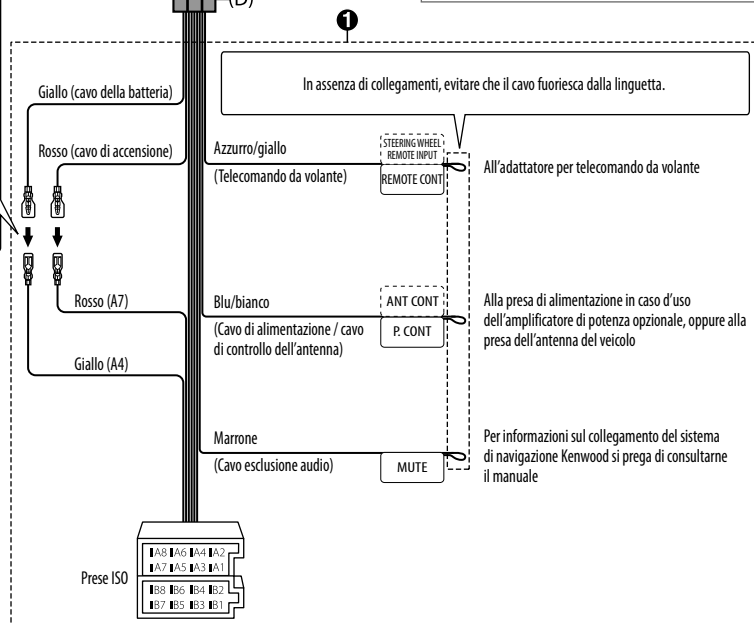 (D)
1
In assenza di collegamenti, evitare che il cavo fuoriesca dalla linguetta.
Giallo (cavo della batteria)
Rosso (cavo di accensione)
Azzurro/giallo
(Telecomando da volante)
STEERING WHEEL
REMOTE INPUT
REMOTE CONT
All'adattatore per telecomando da volante
Rosso (A7)
Blu/bianco
(Cavo di alimentazione / cavo
di controllo dell'antenna)
ANT CONT
P. CONT
Alla presa di alimentazione in caso d'uso
dell'amplificatore di potenza opzionale, oppure alla
presa dell'antenna del veicolo
Giallo (A4)
Marrone
(Cavo esclusione audio)
MUTE
Per informazioni sul collegamento del sistema
di navigazione Kenwood si prega di consultarne
il manuale
Prese ISO
A8 A6 A4 A2
A7 A5 A3 A1
B8 B6 B4 B2
B7 B5 B3 B1